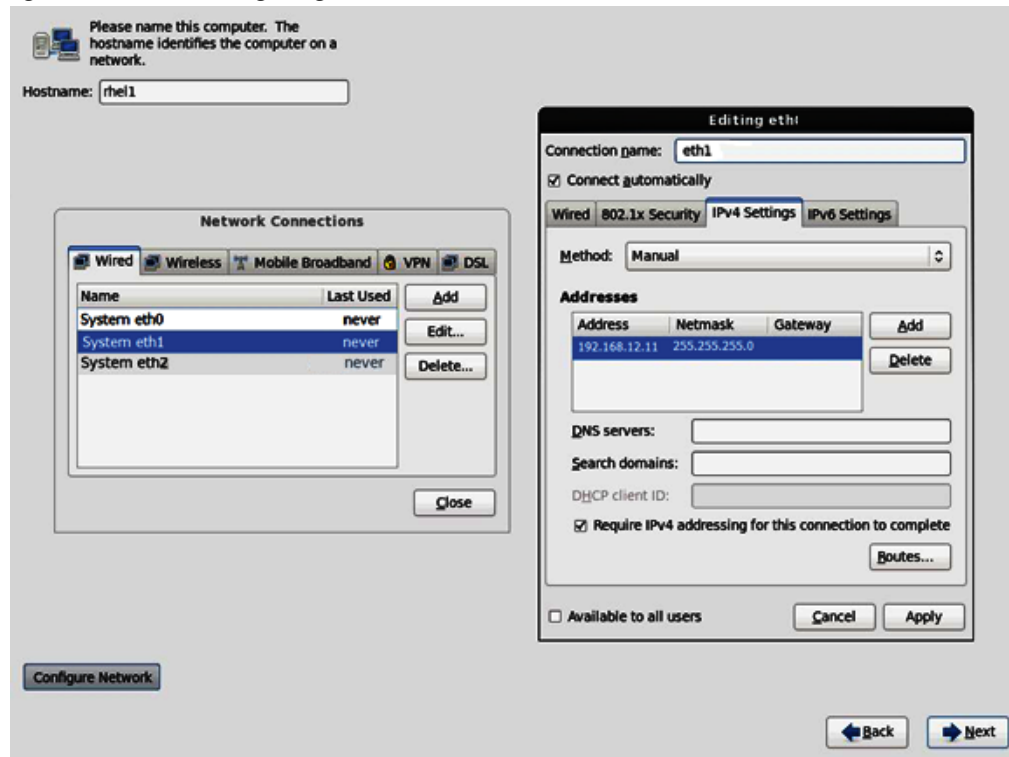 Please name this computer. The
hostname identifies the computer on a
network.
Hostname: rhel1
Editing eth
Connection name: eth1
Connect automatically
Wired 802.1x Security IPv4 Settings IPv6 Settings
Method: Manual
Addresses
Address Netmask Gateway Add
192.168.12.11 255.255.255.0
Delete
DNS servers:
Search domains:
DHCP client ID:
Require IPv4 addressing for this connection to complete
Routes...
Available to all users Cancel Apply
Network Connections
Wired Wireless Mobile Broadband VPN DSL
Name Last Used Add
System eth0 never
Edit...
System eth1 never
System eth2 never Delete...
Close
Configure Network
Back Next